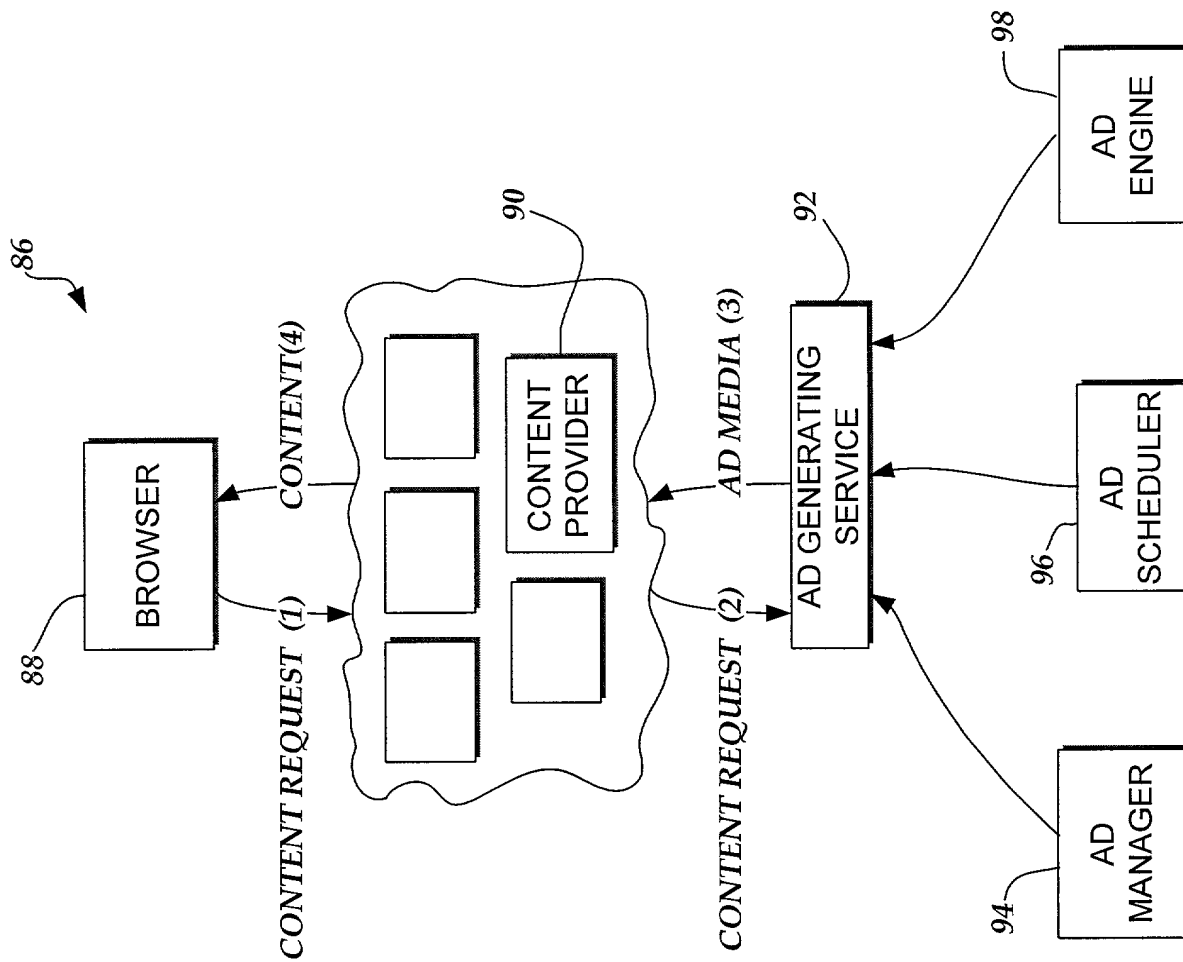 86
88
BROWSER
CONTENT REQUEST (1)
CONTENT(4)
CONTENT
PROVIDER
90
CONTENT REQUEST (2)
AD MEDIA (3)
AD GENERATING
SERVICE
92
94
AD
MANAGER
96
AD
SCHEDULER
98
AD
ENGINE